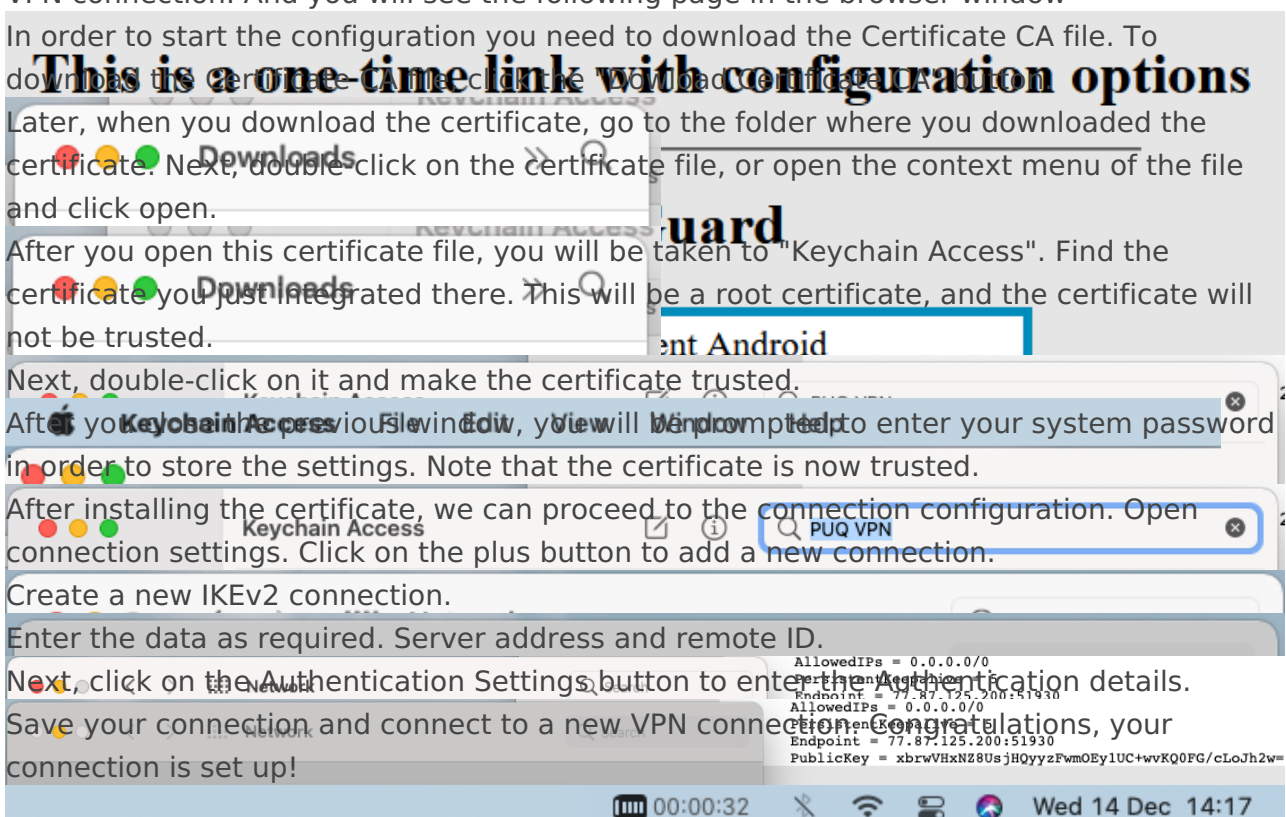 VPN connection. And you will see the following page in the browser window
In order to start the configuration you need to download the Certificate CA file. To
This is a one-time link with configuration options
download the Certificate CA file, click the "Dowload Certificate CA" button.
Keychain Access
Later, when you download the certificate, go to the folder where you downloaded the
Downloads
certificate. Next, double-click on the certificate file, or open the context menu of the file
and click open.
Keychain Access
uard
After you open this certificate file, you will be taken to "Keychain Access". Find the
Downloads
certificate you just integrated there. This will be a root certificate, and the certificate will
not be trusted.
ent Android
Next, double-click on it and make the certificate trusted.
Keychain Access PUQ VPN
Keychain Access File Edit View Window Help
After you close the previous window, you will be prompted to enter your system password
in order to store the settings. Note that the certificate is now trusted.
After installing the certificate, we can proceed to the connection configuration. Open
Keychain Access PUQ VPN
connection settings. Click on the plus button to add a new connection.
Create a new IKEv2 connection.
Enter the data as required. Server address and remote ID.
AllowedIPs = 0.0.0.0/0
Next, click on the Authentication Settings button to enter the Authentication details.
Network Search
PersistentKeepalive = 5
Endpoint = 77.87.125.200:51930
AllowedIPs = 0.0.0.0/0
Save your connection and connect to a new VPN connection. Congratulations, your
Network Search
PersistentKeepalive = 5
Endpoint = 77.87.125.200:51930
PublicKey = xbrwVHxNZ8UsjHQyyzFwmOEy1UC+wvKQ0FG/cLoJh2w=
connection is set up!
00:00:32 Wed 14 Dec 14:17